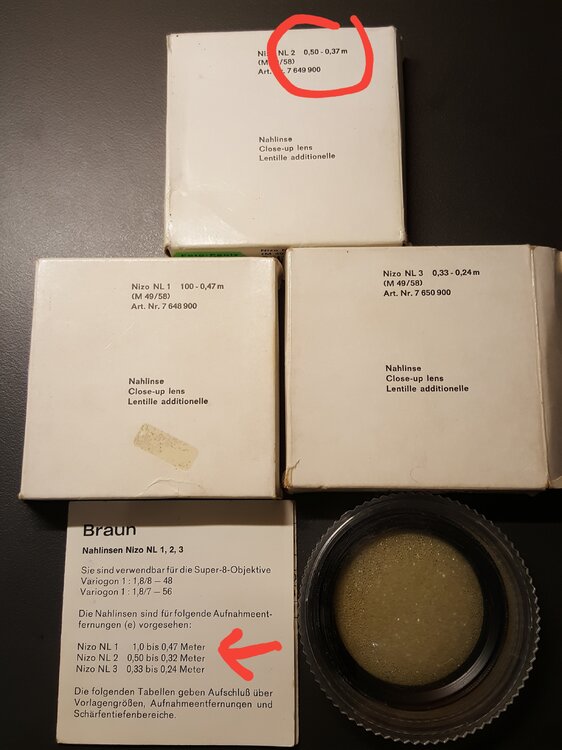 Nizo NL 2 0,50 - 0,37 m
(M 49/58)
Art. Nr. 7 649 900
Nahlinse
Close-up lens
Lentille additionelle
Nizo NL 1 100 - 0,47 m
(M 49/58)
Art. Nr. 7 648 900
Nahlinse
Close-up lens
Lentille additionelle
Nizo NL 3 0,33 - 0,24 m
(M 49/58)
Art. Nr. 7 650 900
Nahlinse
Close-up lens
Lentille additionelle
Braun
Nahlinsen Nizo NL 1, 2, 3
Sie sind verwendbar für die Super-8-Objektive
Variogon 1 : 1,8/8 – 48
Variogon 1 : 1,8/7 – 56
Die Nahlinsen sind für folgende Aufnahmeent-
fernungen (e) vorgesehen:
Nizo NL 1 1,0 bis 0,47 Meter
Nizo NL 2 0,50 bis 0,32 Meter
Nizo NL 3 0,33 bis 0,24 Meter
Die folgenden Tabellen geben Aufschluß über
Vorlagengrößen, Aufnahmeentfernungen und
Schärfentiefenbereiche.